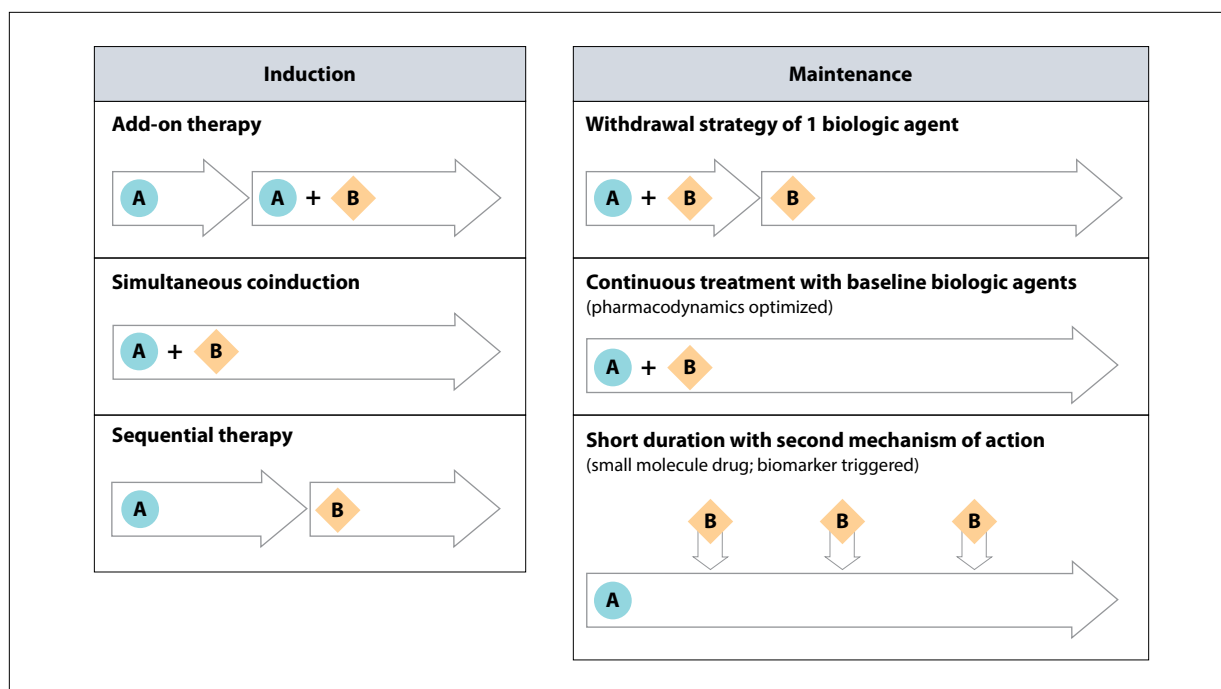 Induction
Add-on therapy
A
A + B
Simultaneous coinduction
A + B
Sequential therapy
A
B
Maintenance
Withdrawal strategy of 1 biologic agent
A + B
B
Continuous treatment with baseline biologic agents
(pharmacodynamics optimized)
A + B
Short duration with second mechanism of action
(small molecule drug; biomarker triggered)
B B B
A